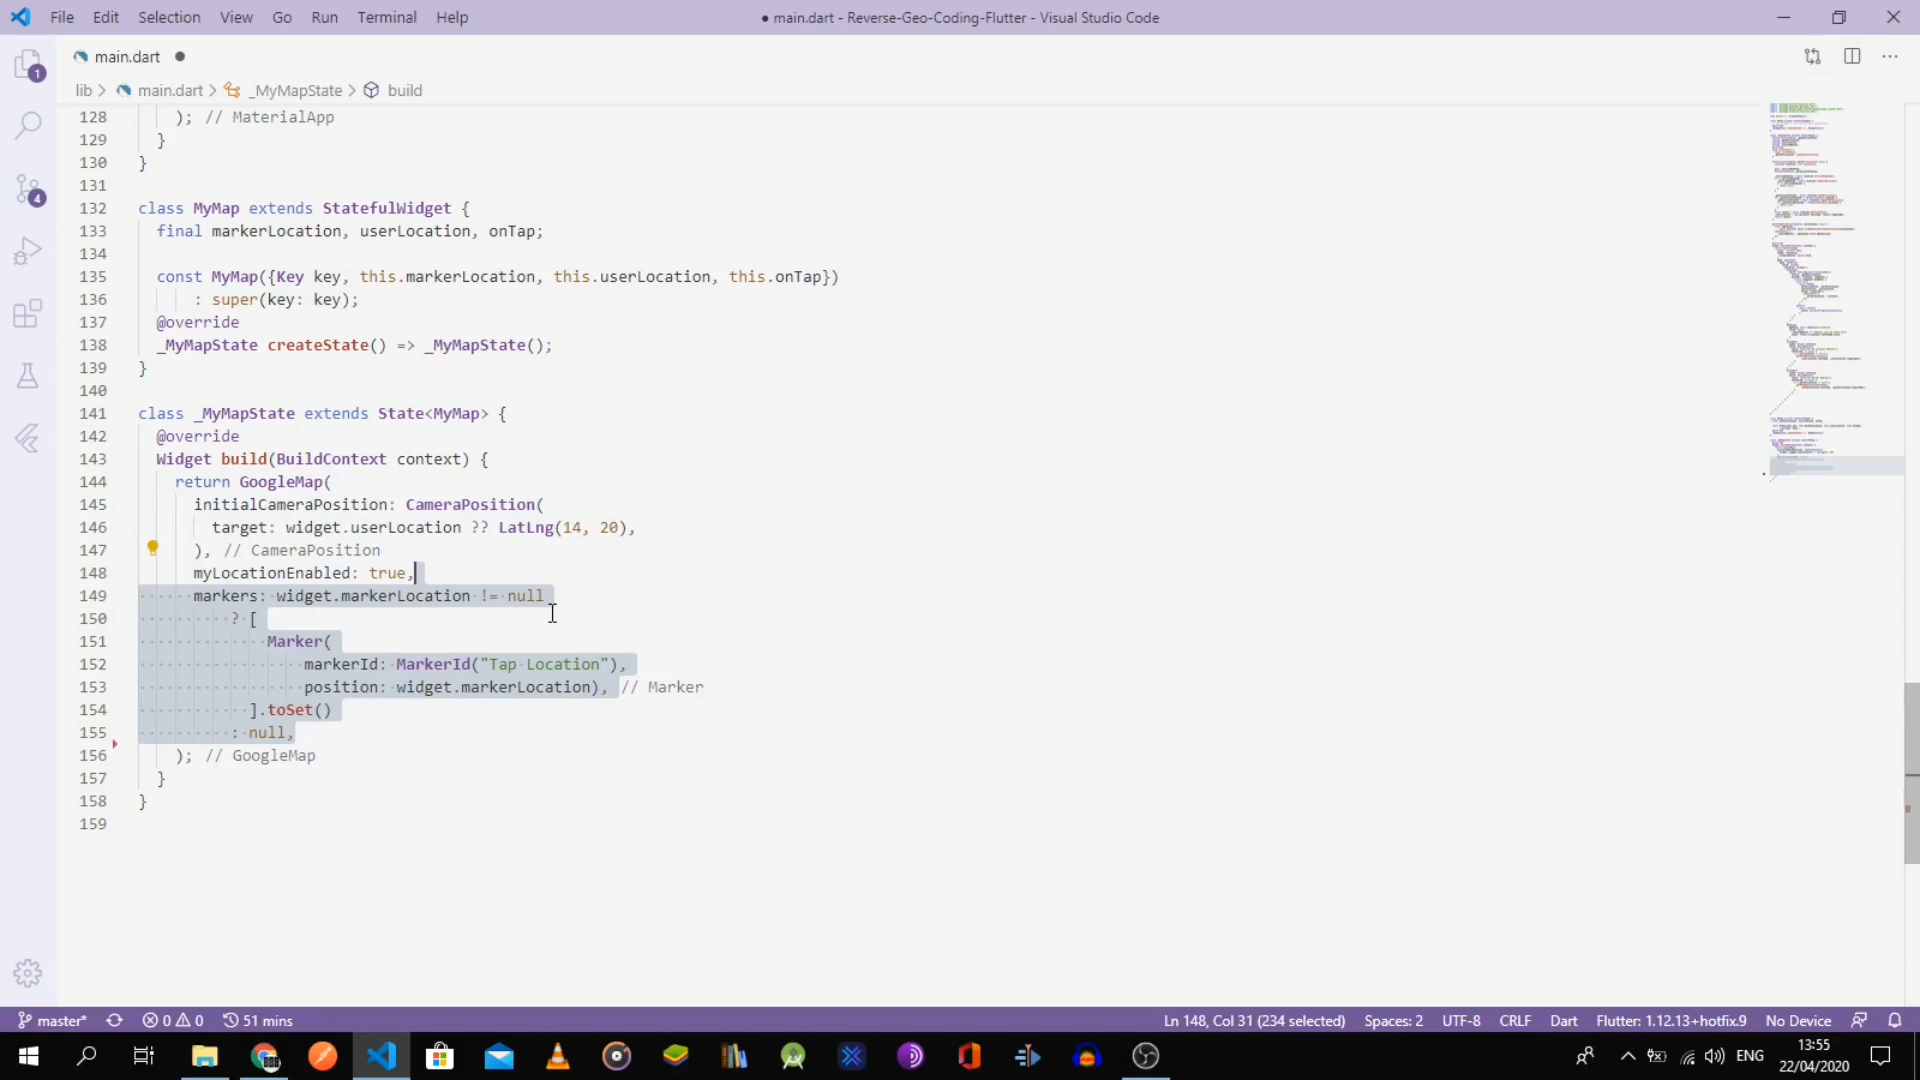 File Edit Selection View Go Run Terminal Help
● main.dart - Reverse-Geo-Coding-Flutter - Visual Studio Code
main.dart ●
lib > main.dart > _MyMapState > build
1
4
128 ); // MaterialApp
129 }
130 }
131
132 class MyMap extends StatefulWidget {
133 final markerLocation, userLocation, onTap;
134
135 const MyMap({Key key, this.markerLocation, this.userLocation, this.onTap})
136 : super(key: key);
137 @override
138 _MyMapState createState() => _MyMapState();
139 }
140
141 class _MyMapState extends State<MyMap> {
142 @override
143 Widget build(BuildContext context) {
144 return GoogleMap(
145 initialCameraPosition: CameraPosition(
146 target: widget.userLocation ?? LatLng(14, 20),
147 ), // CameraPosition
148 myLocationEnabled: true,
149 markers: widget.markerLocation != null
150 ? [
151 Marker(
152 markerId: MarkerId("Tap Location"),
153 position: widget.markerLocation), // Marker
154 ].toSet()
155 : null,
156 ); // GoogleMap
157 }
158 }
159
master* 0 0 51 mins
Ln 148, Col 31 (234 selected) Spaces: 2 UTF-8 CRLF Dart Flutter: 1.12.13+hotfix.9 No Device
ENG
13:55
22/04/2020